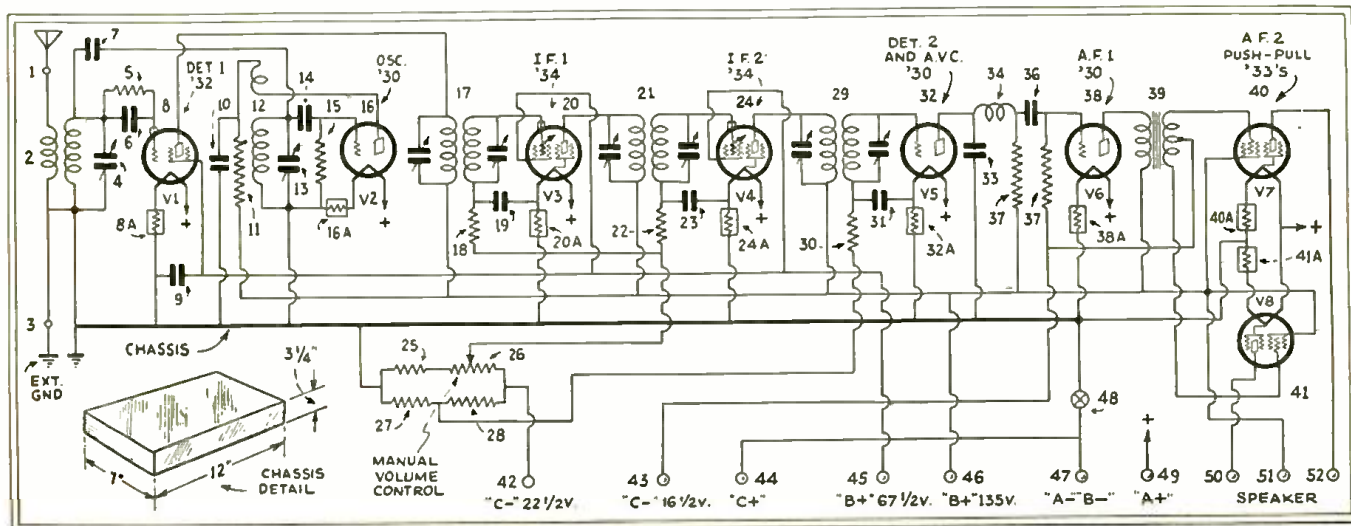 1
2
3
EXT.
GND
CHASSIS
3 1/4"
7"
12"
CHASSIS
DETAIL
7
5
6
4
DET 1
'32
8
V1
8A
9
10
11
12
13
14
15
16
16A
OSC.
'30
V2
17
18
19
I.F. 1
'34
20
V3
20A
21
22
23
I.F. 2
'34
24
V4
24A
25
26
27
28
MANUAL
VOLUME
CONTROL
29
30
31
DET. 2
AND A.V.C.
'30
32
V5
32A
33
34
36
37
37
A.F. 1
'30
38
V6
38A
39
A.F. 2
PUSH-PULL
'33'S
40
V7
40A
41A
V8
41
48
42
"C-" 22 1/2V.
43
"C-" 16 1/2V.
44
"C+"
45
"B+" 67 1/2V.
46
"B+" 135V.
47
"A-" B-"
49
"A+"
50
51
52
SPEAKER